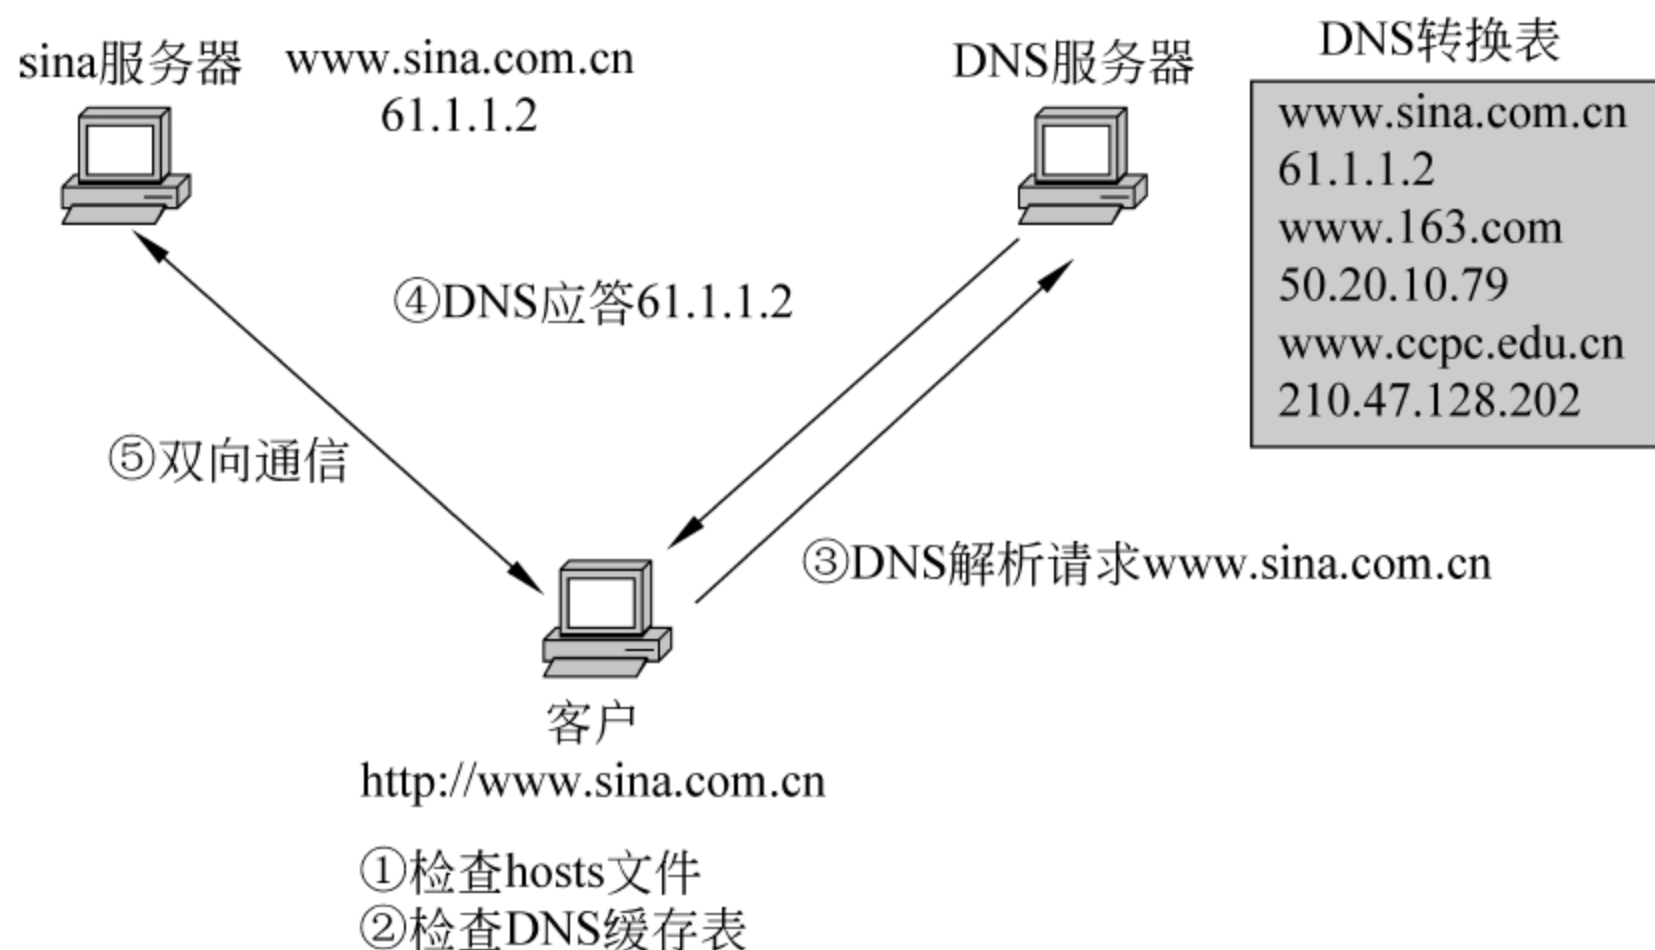 sina服务器
www.sina.com.cn
61.1.1.2
DNS服务器
DNS转换表
www.sina.com.cn
61.1.1.2
www.163.com
50.20.10.79
www.ccpc.edu.cn
210.47.128.202
④DNS应答61.1.1.2
⑤双向通信
③DNS解析请求www.sina.com.cn
客户
http://www.sina.com.cn
①检查hosts文件
②检查DNS缓存表